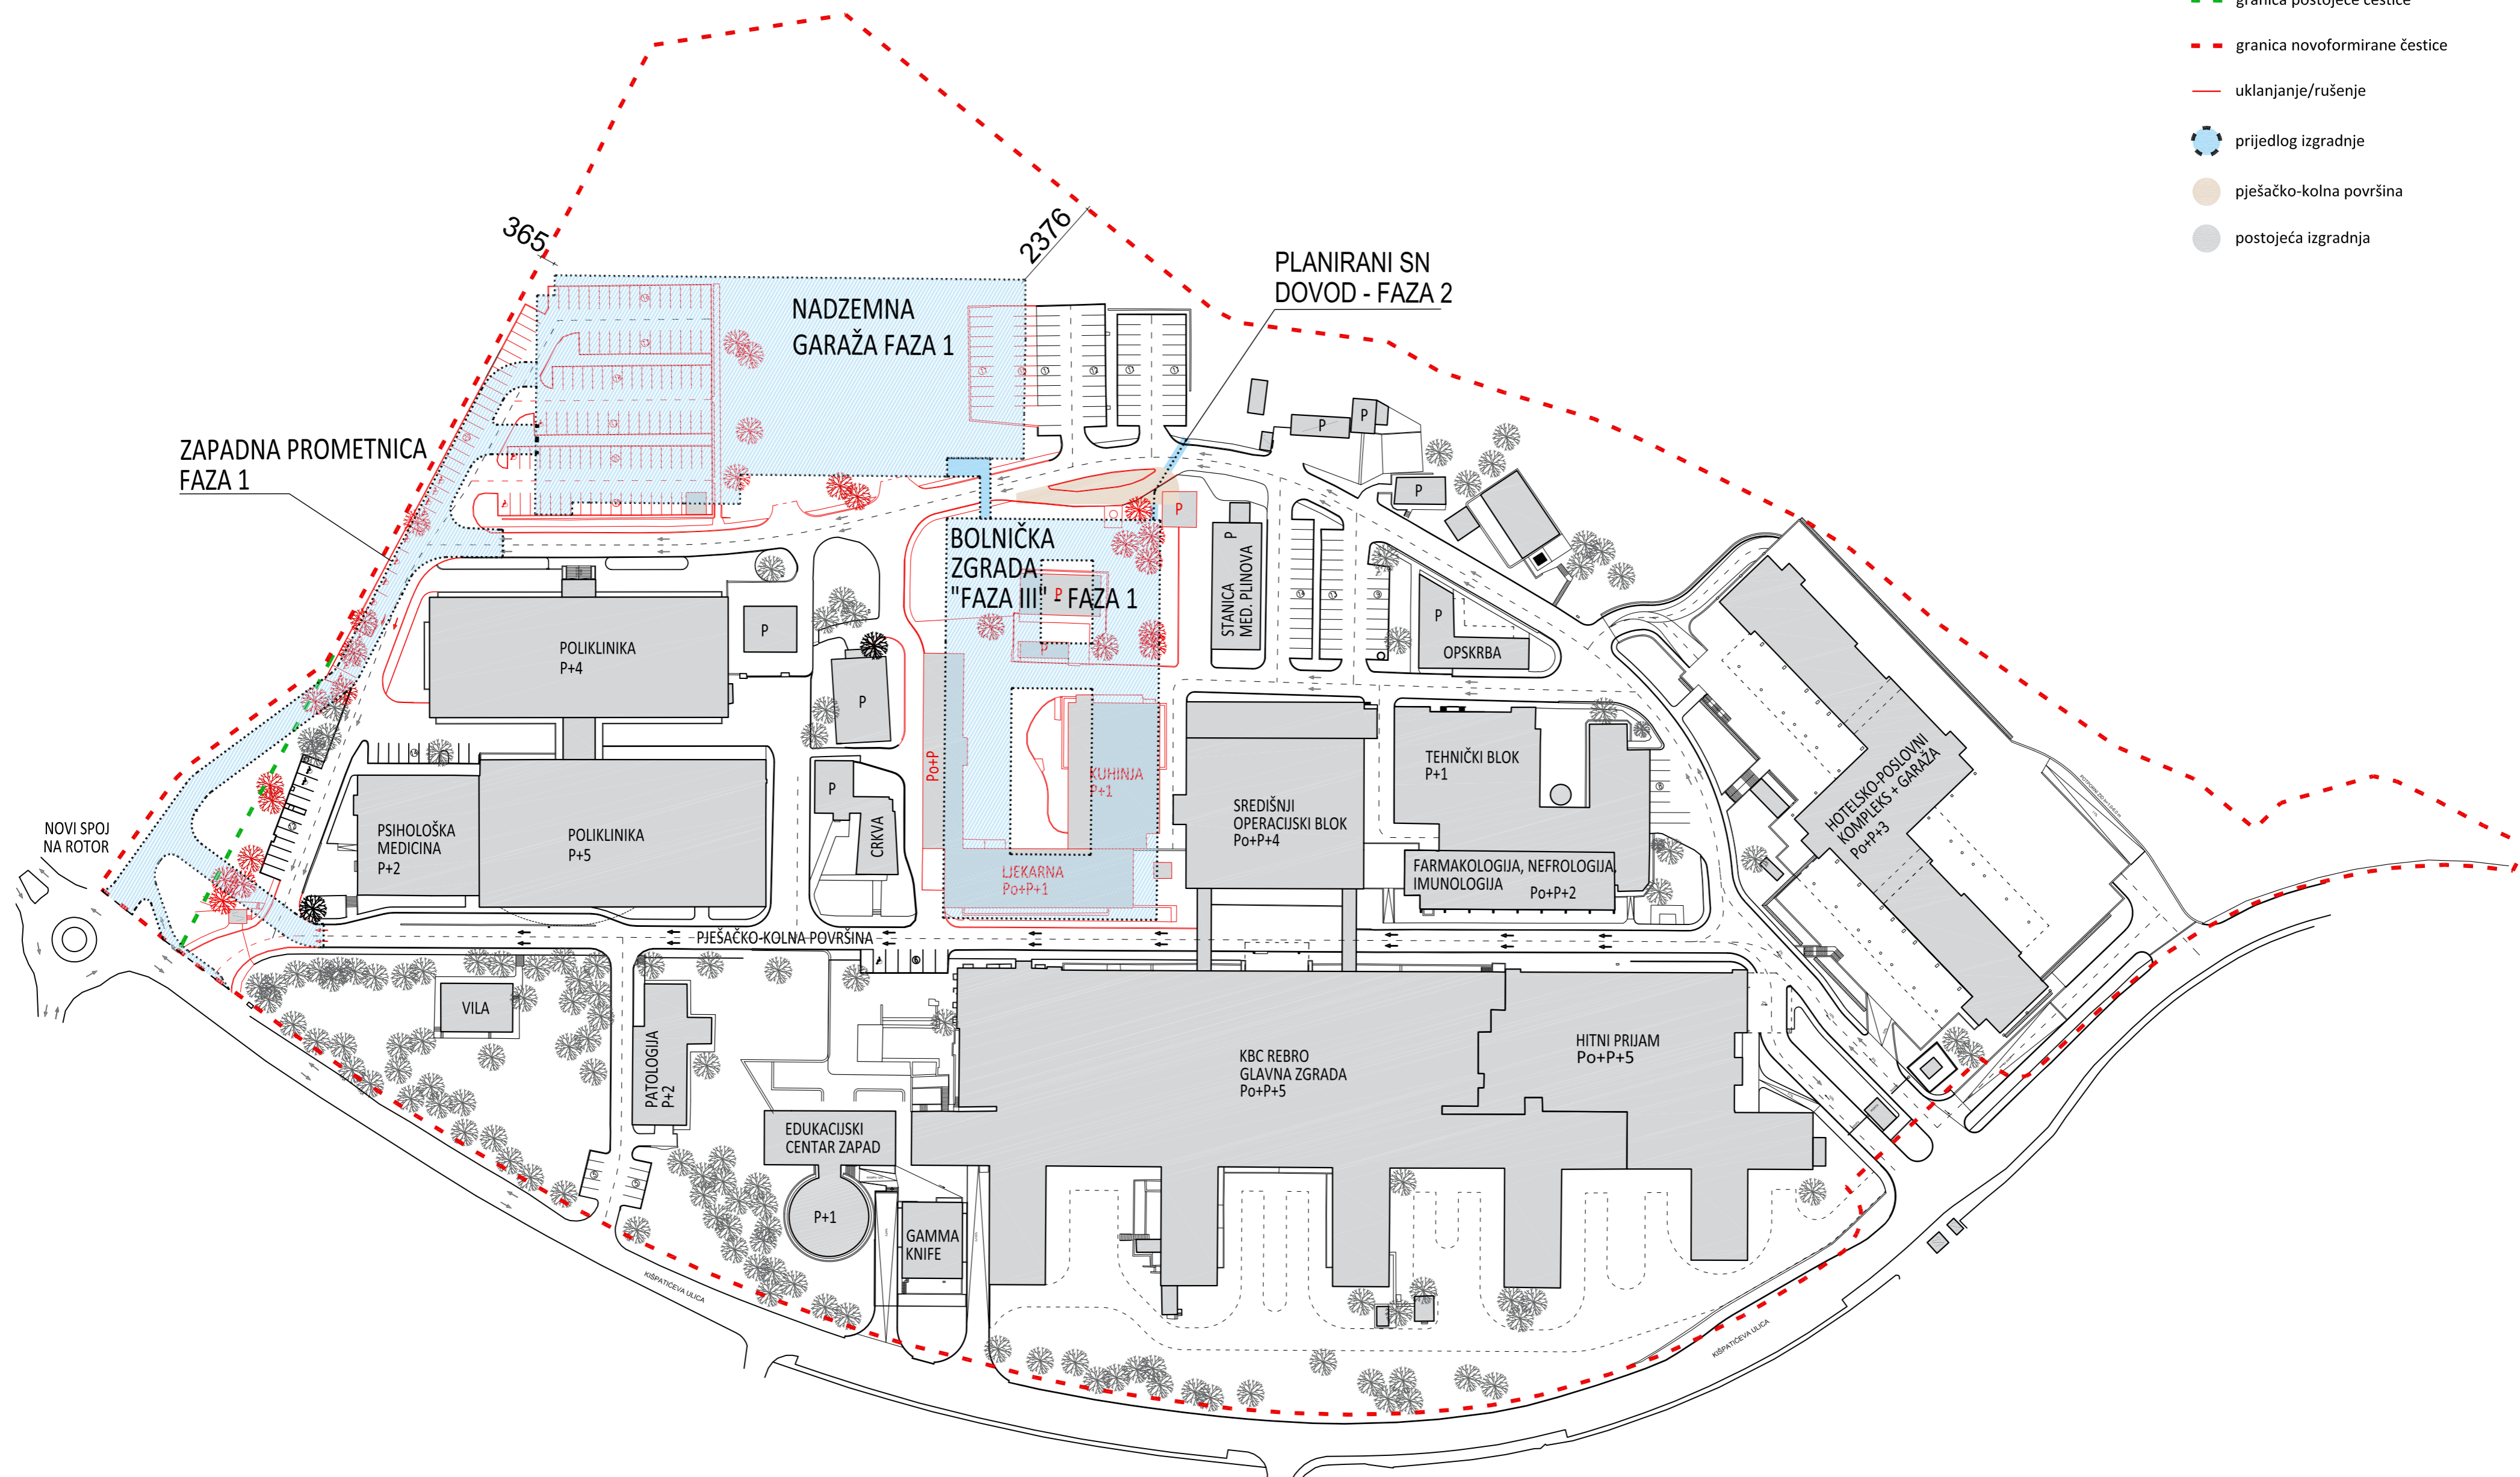 granica postojeće čestice
granica novoformirane čestice
uklanjanje/rušenje
prijedlog izgradnje
pješačko-kolna površina
postojeća izgradnja
365
2376
PLANIRANI SN
DOVOD - FAZA 2
NADZEMNA
GARAŽA FAZA 1
ZAPADNA PROMETNICA
FAZA 1
P
P
P
P
BOLNIČKA
ZGRADA
"FAZA III" - FAZA 1
P
P
STANICA
MED. PLINOVA
P
P
OPSKRBA
POLIKLINIKA
P+4
P
P
Po+P
KUHINJA
P+1
LJEKARNA
Po+P+1
P
CRKVA
SREDIŠNJI
OPERACIJSKI BLOK
Po+P+4
TEHNIČKI BLOK
P+1
FARMAKOLOGIJA, NEFROLOGIJA,
IMUNOLOGIJA Po+P+2
HOTELSKO-POSLOVNI
KOMPLEKS + GARAŽA
Po+P+3
NOVI SPOJ
NA ROTOR
PSIHOLOŠKA
MEDICINA
P+2
POLIKLINIKA
P+5
PJEŠAČKO-KOLNA POVRŠINA
VILA
PATOLOGIJA
P+2
EDUKACIJSKI
CENTAR ZAPAD
P+1
GAMMA
KNIFE
KBC REBRO
GLAVNA ZGRADA
Po+P+5
HITNI PRIJAM
Po+P+5
KIŠPATIĆEVA ULICA
KIŠPATIĆEVA ULICA